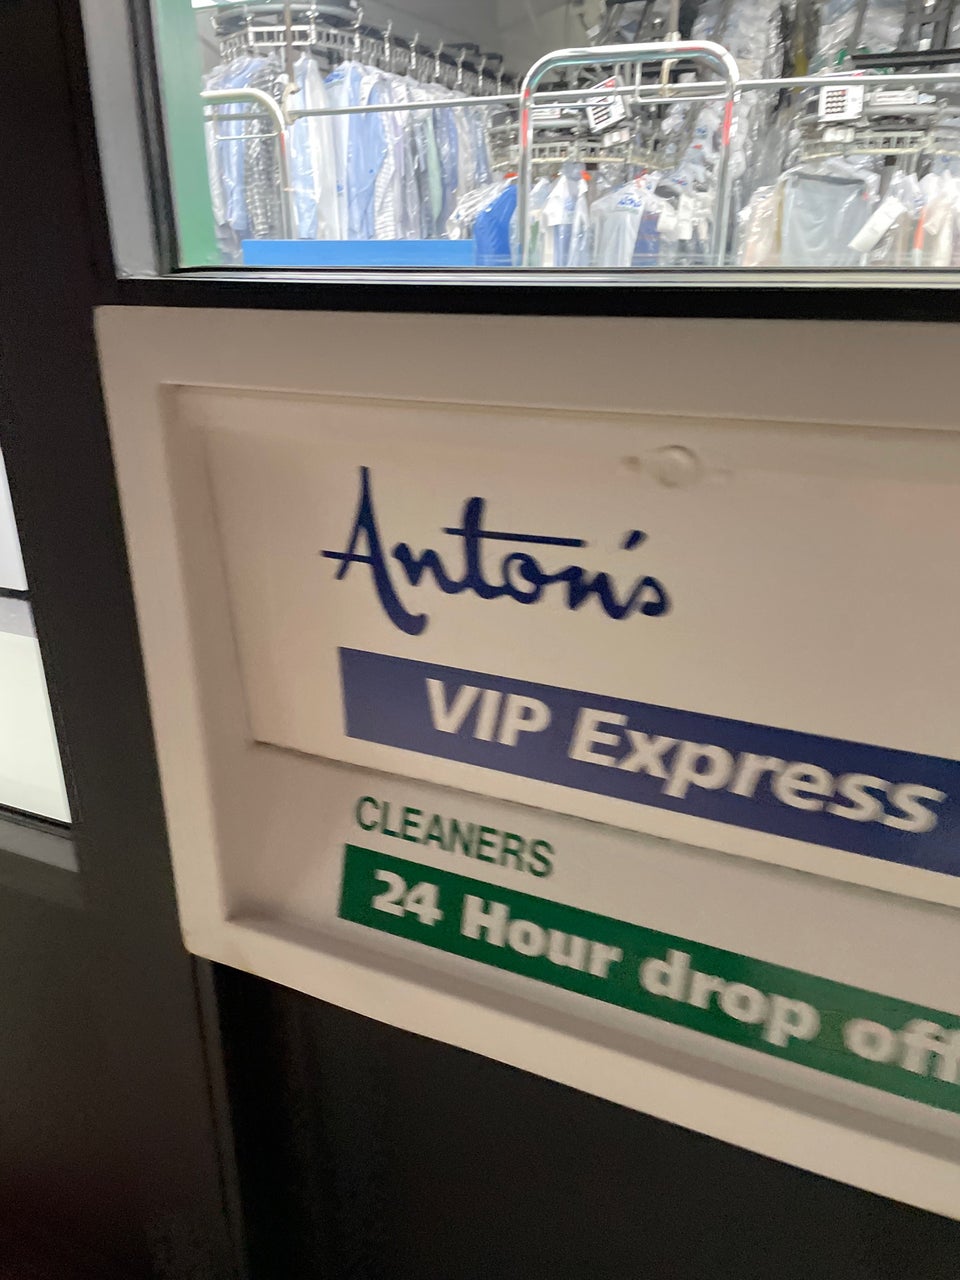 Anton's
VIP Express
CLEANERS
24 Hour drop off